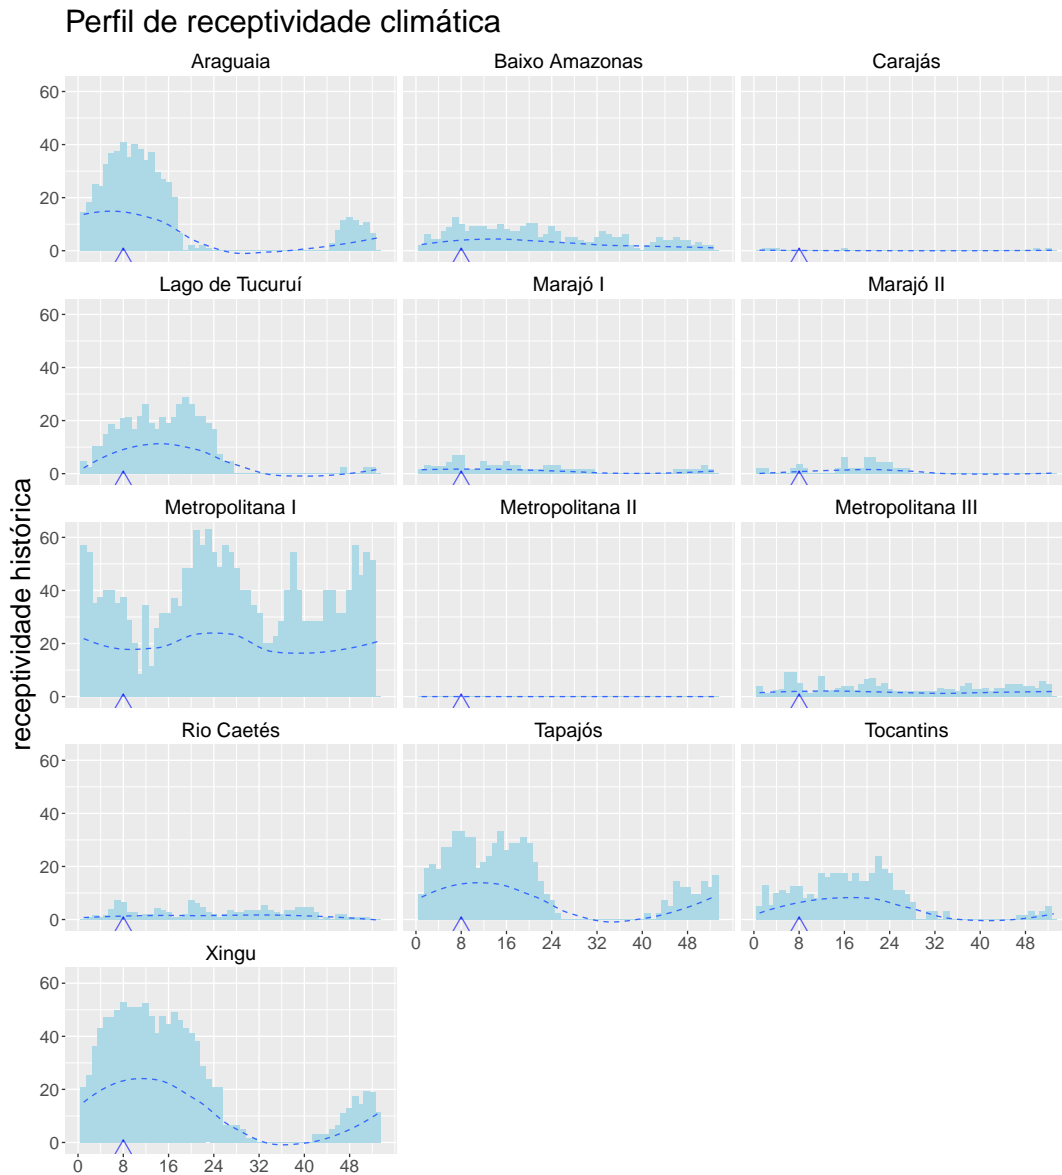 Perfil de receptividade climática
Araguaia
Baixo Amazonas
Carajás
60
40
20
0
Lago de Tucuruí
Marajó I
Marajó II
60
40
20
0
Metropolitana I
Metropolitana II
Metropolitana III
60
40
20
0
receptividade histórica
Rio Caetés
Tapajós
Tocantins
60
40
20
0
0 8 16 24 32 40 48
0 8 16 24 32 40 48
Xingu
60
40
20
0
0 8 16 24 32 40 48